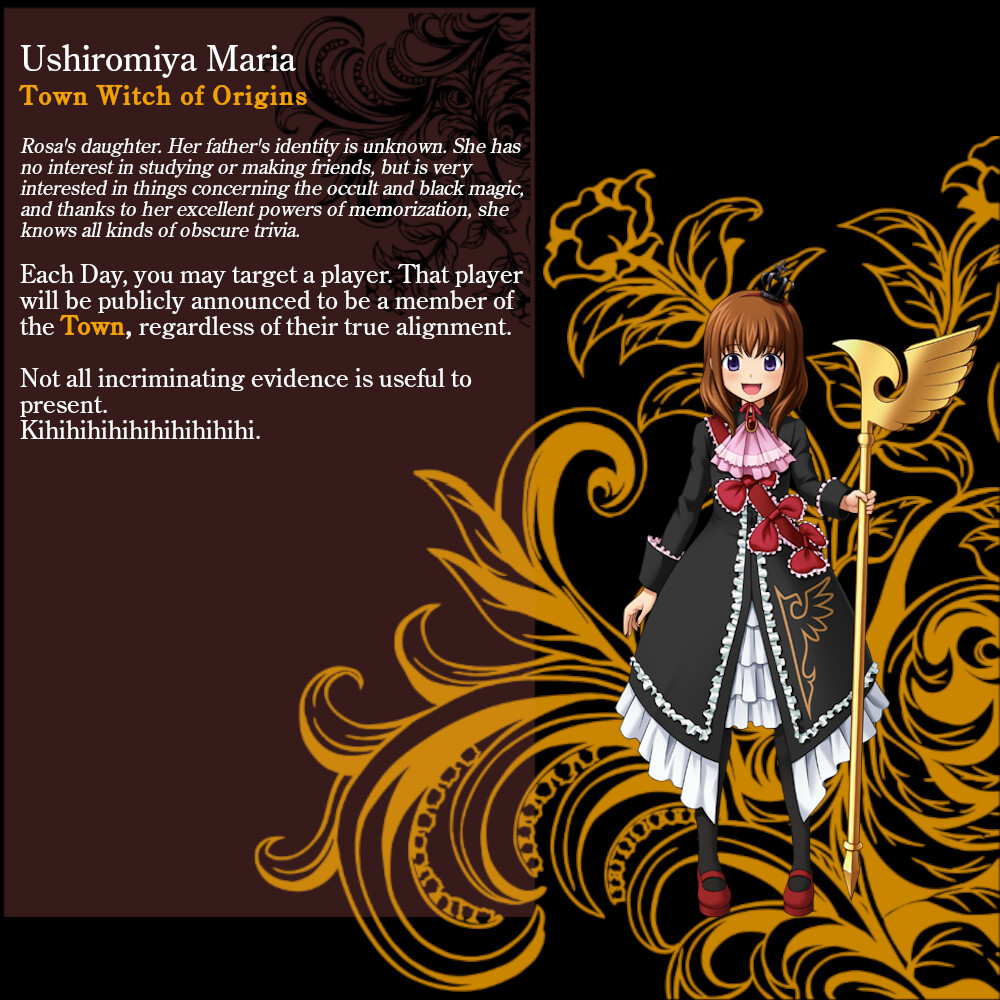 Ushiromiya Maria
Town Witch of Origins
Rosa's daughter. Her father's identity is unknown. She has
no interest in studying or making friends, but is very
interested in things concerning the occult and black magic,
and thanks to her excellent powers of memorization, she
knows all kinds of obscure trivia.
Each Day, you may target a player. That player
will be publicly announced to be a member of
the Town, regardless of their true alignment.
Not all incriminating evidence is useful to
present.
Kihihihihihihihihihihi.